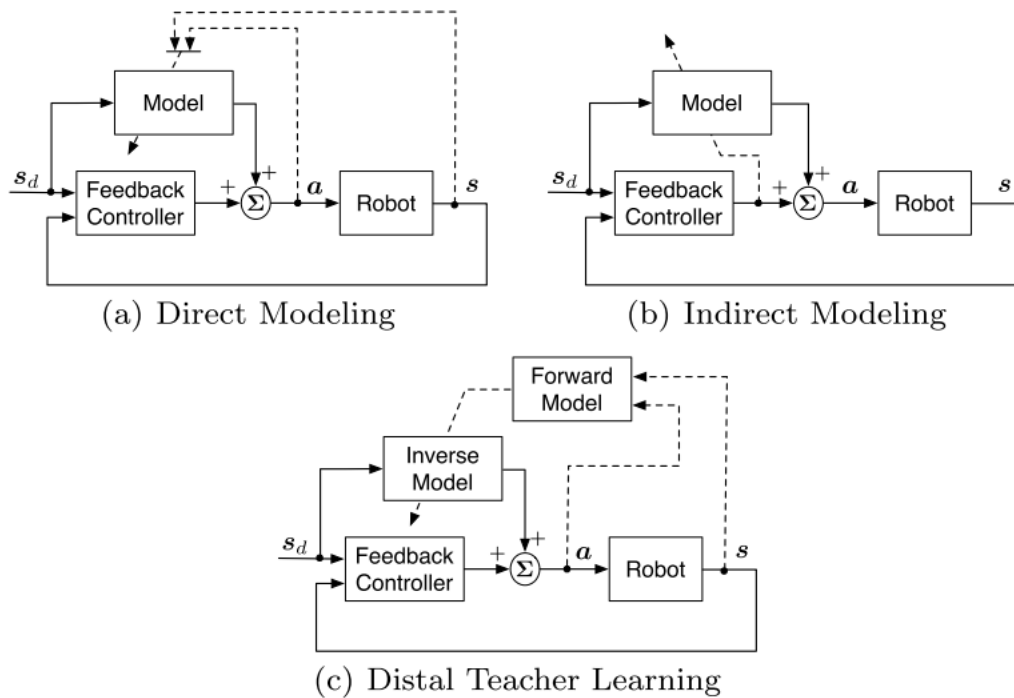 Model
s_d
Feedback
Controller
+
+
Σ
a
Robot
s
(a) Direct Modeling
Model
s_d
Feedback
Controller
+
+
Σ
a
Robot
s
(b) Indirect Modeling
Forward
Model
Inverse
Model
s_d
Feedback
Controller
+
+
Σ
a
Robot
s
(c) Distal Teacher Learning